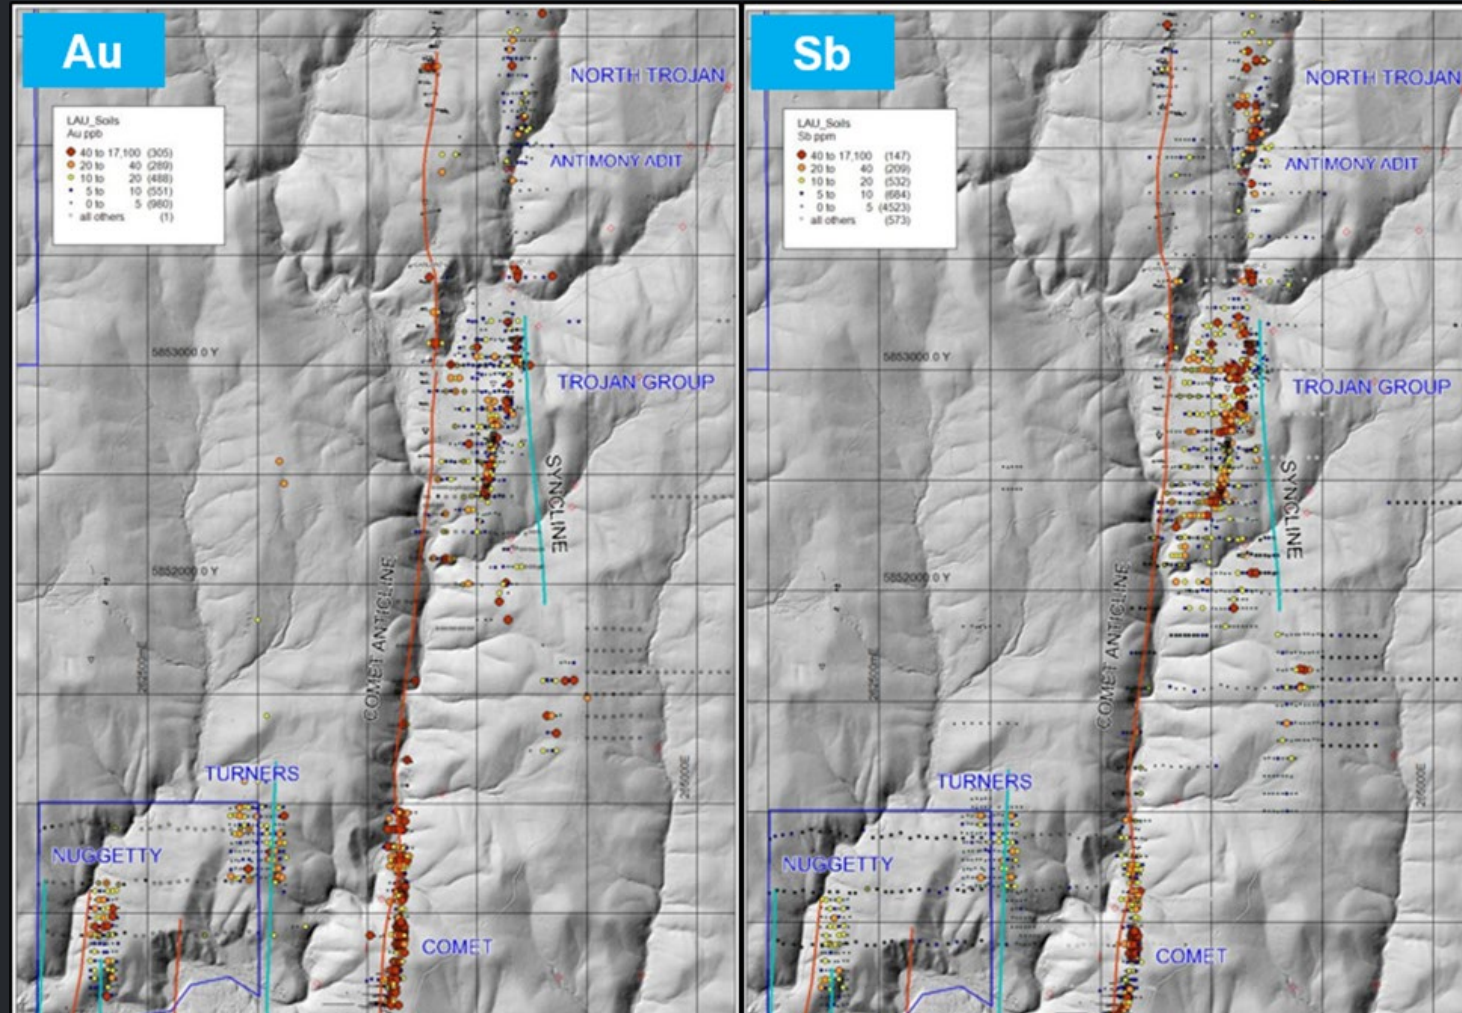 Au
NORTH TROJAN
LAU_Soils
Au ppb
40 to 17,100 (305)
20 to 40 (289)
10 to 20 (488)
5 to 10 (551)
0 to 5 (980)
all others (1)
ANTIMONY ADIT
5853000.0 Y
TROJAN GROUP
SYNCLINE
5852000.0 Y
COMET ANTICLINE
TURNERS
265000E
NUGGETTY
COMET
Sb
NORTH TROJAN
LAU_Soils
Sb ppm
40 to 17,100 (147)
20 to 40 (209)
10 to 20 (532)
5 to 10 (684)
0 to 5 (4523)
all others (573)
ANTIMONY ADIT
5853000.0 Y
TROJAN GROUP
SYNCLINE
5852000.0 Y
COMET ANTICLINE
TURNERS
265000E
NUGGETTY
COMET